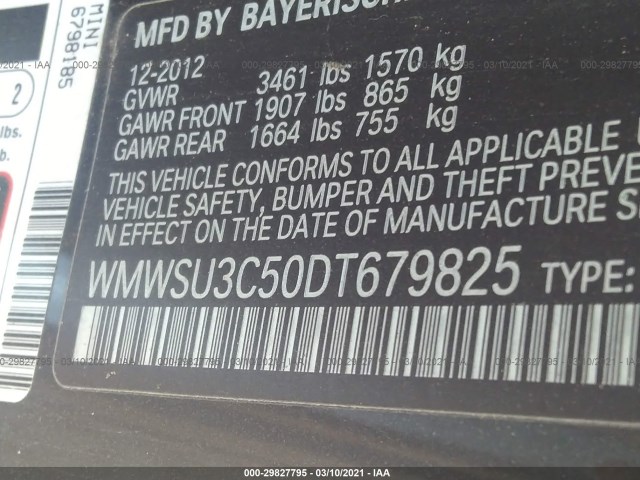 MINI
6798185
2
lbs.
b.
MFD BY BAYERISCH
12-2012
GVWR 3461 lbs 1570 kg
GAWR FRONT 1907 lbs 865 kg
GAWR REAR 1664 lbs 755 kg
THIS VEHICLE CONFORMS TO ALL APPLICABLE
VEHICLE SAFETY, BUMPER AND THEFT PREVE
IN EFFECT ON THE DATE OF MANUFACTURE S
WMWSU3C50DT679825 TYPE:
000-29827795 - 03/10/2021 - IAA